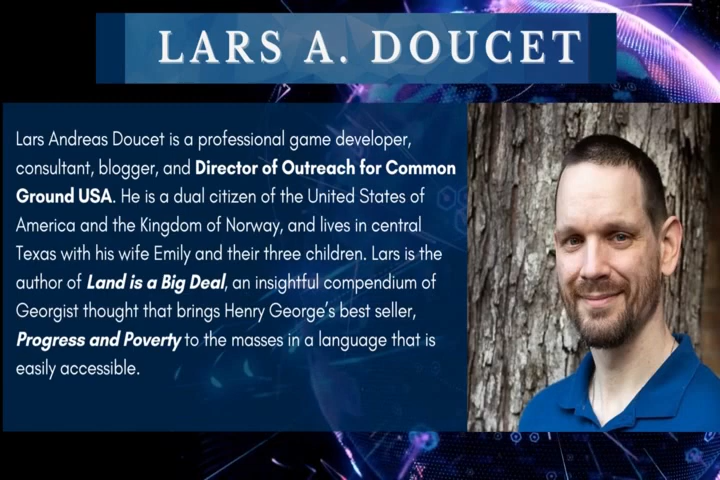 LARS A. DOUCET
Lars Andreas Doucet is a professional game developer,
consultant, blogger, and Director of Outreach for Common
Ground USA. He is a dual citizen of the United States of
America and the Kingdom of Norway, and lives in central
Texas with his wife Emily and their three children. Lars is the
author of Land is a Big Deal, an insightful compendium of
Georgist thought that brings Henry George's best seller,
Progress and Poverty to the masses in a language that is
easily accessible.